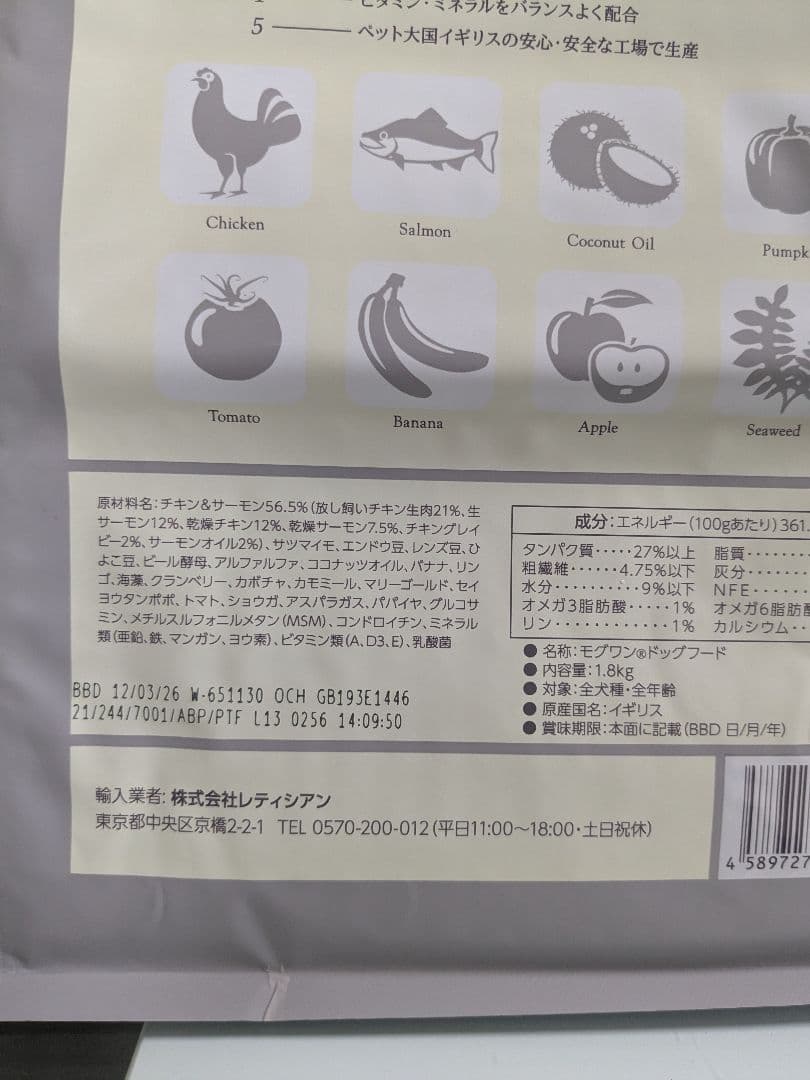 ビタミン・ミネラルをバランスよく配合
5 ペット大国イギリスの安心・安全な工場で生産
Chicken
Salmon
Coconut Oil
Pumpk
Tomato
Banana
Apple
Seaweed
原材料名：チキン&サーモン56.5%（放し飼いチキン生肉21%、生
サーモン12%、乾燥チキン12%、乾燥サーモン7.5%、チキングレイ
ビー2%、サーモンオイル2%）、サツマイモ、エンドウ豆、レンズ豆、ひ
よこ豆、ビール酵母、アルファルファ、ココナッツオイル、バナナ、リン
ゴ、海藻、クランベリー、カボチャ、カモミール、マリーゴールド、セイ
ヨウタンポポ、トマト、ショウガ、アスパラガス、パパイヤ、グルコサ
ミン、メチルスルフォニルメタン（MSM）、コンドロイチン、ミネラル
類（亜鉛、鉄、マンガン、ヨウ素）、ビタミン類（A、D3、E）、乳酸菌
BBD 12/03/26 W-651130 OCH GB193E1446
21/244/7001/ABP/PTF L13 0256 14:09:50
成分：エネルギー（100gあたり）361.
タンパク質・・・・・27%以上 脂質・・・・・・・
粗繊維・・・・・・4.75%以下 灰分・・・・・・・
水分・・・・・・・・・・9%以下 NFE・・・・・・
オメガ3脂肪酸・・・・・1% オメガ6脂肪酸
リン・・・・・・・・・・・・1% カルシウム・・
● 名称：モグワン®ドッグフード
● 内容量：1.8kg
● 対象：全犬種・全年齢
● 原産国名：イギリス
● 賞味期限：本面に記載（BBD 日/月/年）
輸入業者：株式会社レティシアン
東京都中央区京橋2-2-1 TEL 0570-200-012（平日11:00〜18:00・土日祝休）
4 589727